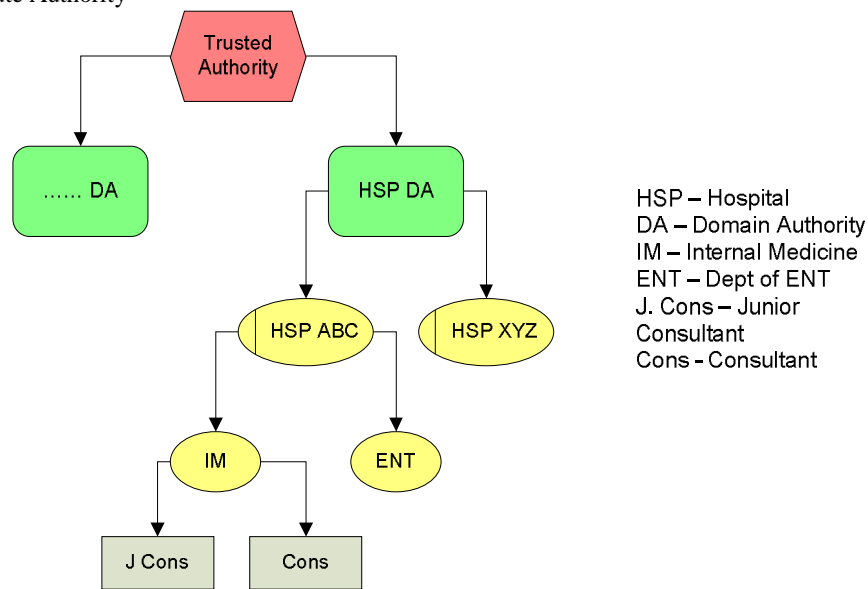 Trusted
Authority
...... DA
HSP DA
HSP – Hospital
DA – Domain Authority
IM – Internal Medicine
ENT – Dept of ENT
J. Cons – Junior
Consultant
Cons - Consultant
HSP ABC
HSP XYZ
IM
ENT
J Cons
Cons